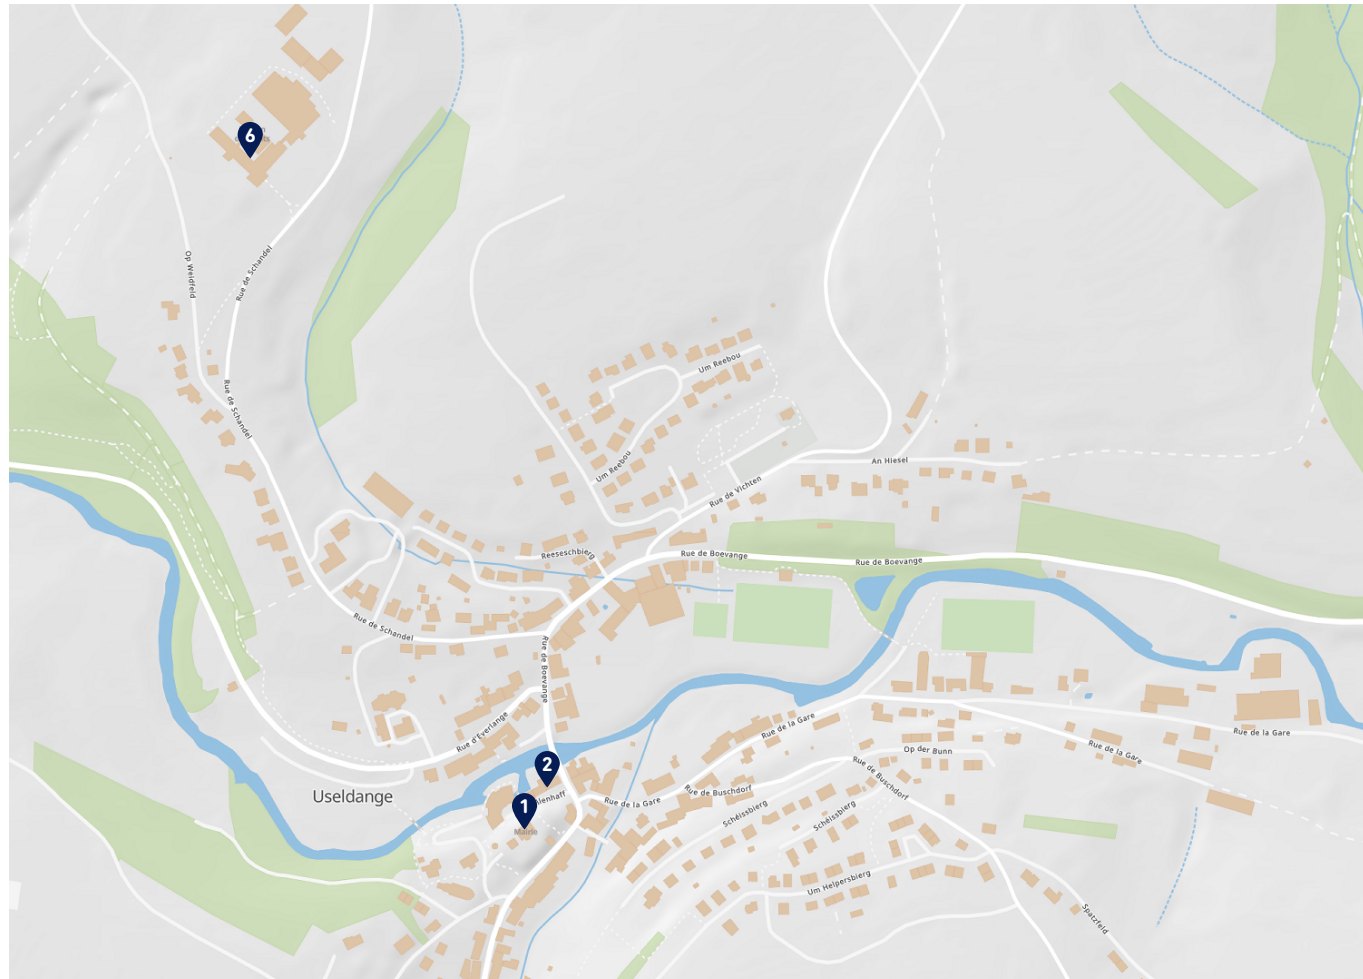 6
Op Weidfeld
Rue de Schandel
Um Reebou
Rue de Schandel
An Hiesel
Um Reebou
Rue de Vichten
Reeseschbierg
Rue de Boevange
Rue de Boevange
Rue de Schandel
Rue de Boevange
Rue d'Everlange
Rue de la Gare
Rue de la Gare
Rue de la Gare
Op der Bunn
2
Rue de Buschdorf
Useldange
Rue de Buschdorf
lenhaff
Rue de la Gare
1
Schéissbierg
Schéissbierg
Mairie
Um Helpersbierg
Spatzfeld